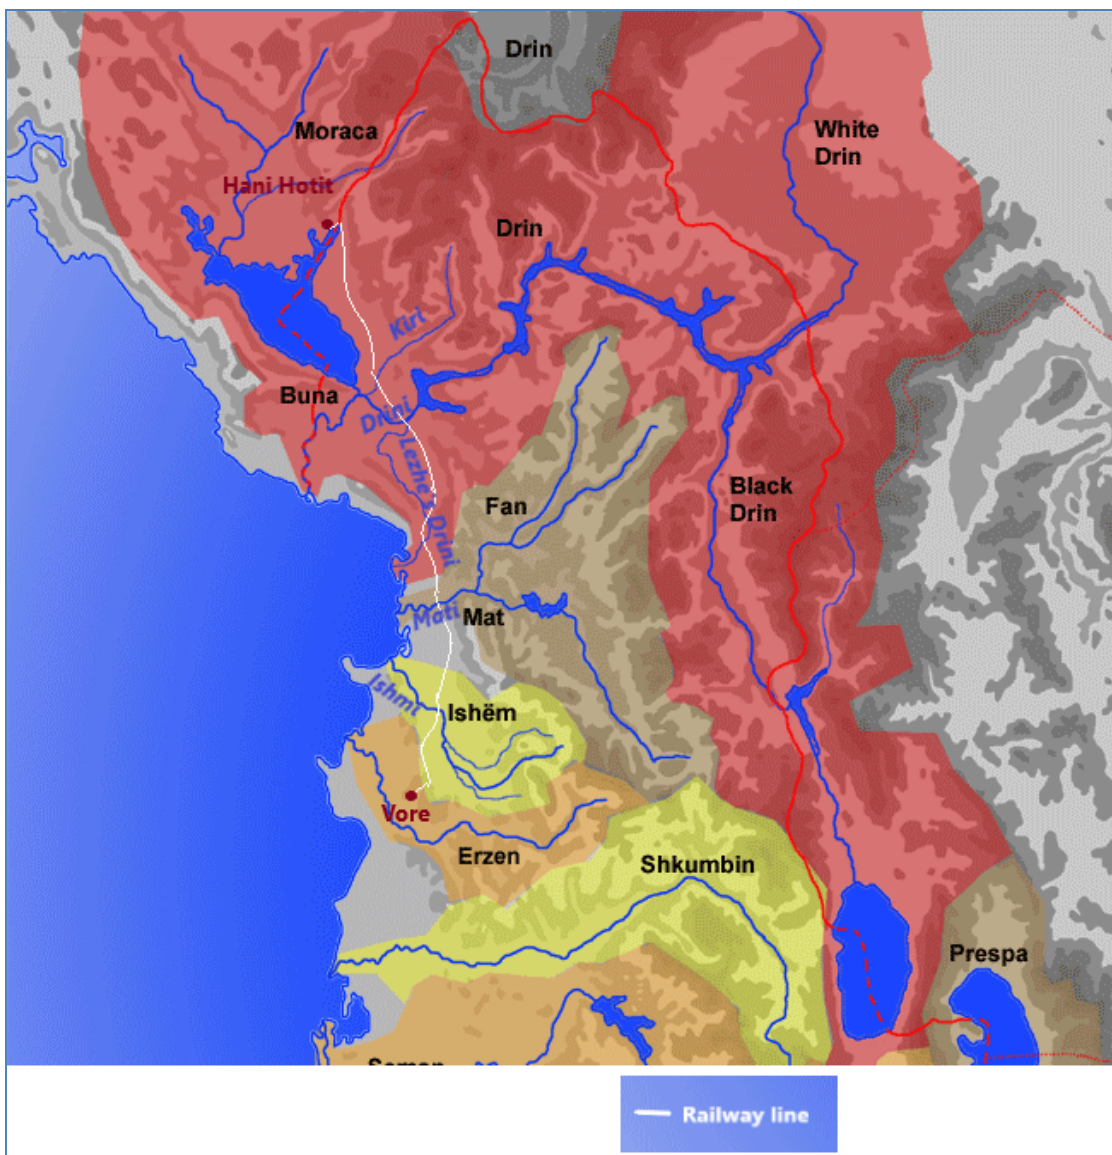 Drin
Moraca
White
Drin
Hani Hotit
Drin
Kiri
Buna
Drini
Lezhe's Drini
Fan
Black
Drin
Mati
Mat
Ishmi
Ishëm
Vore
Erzen
Shkumbin
Prespa
Seman
Railway line